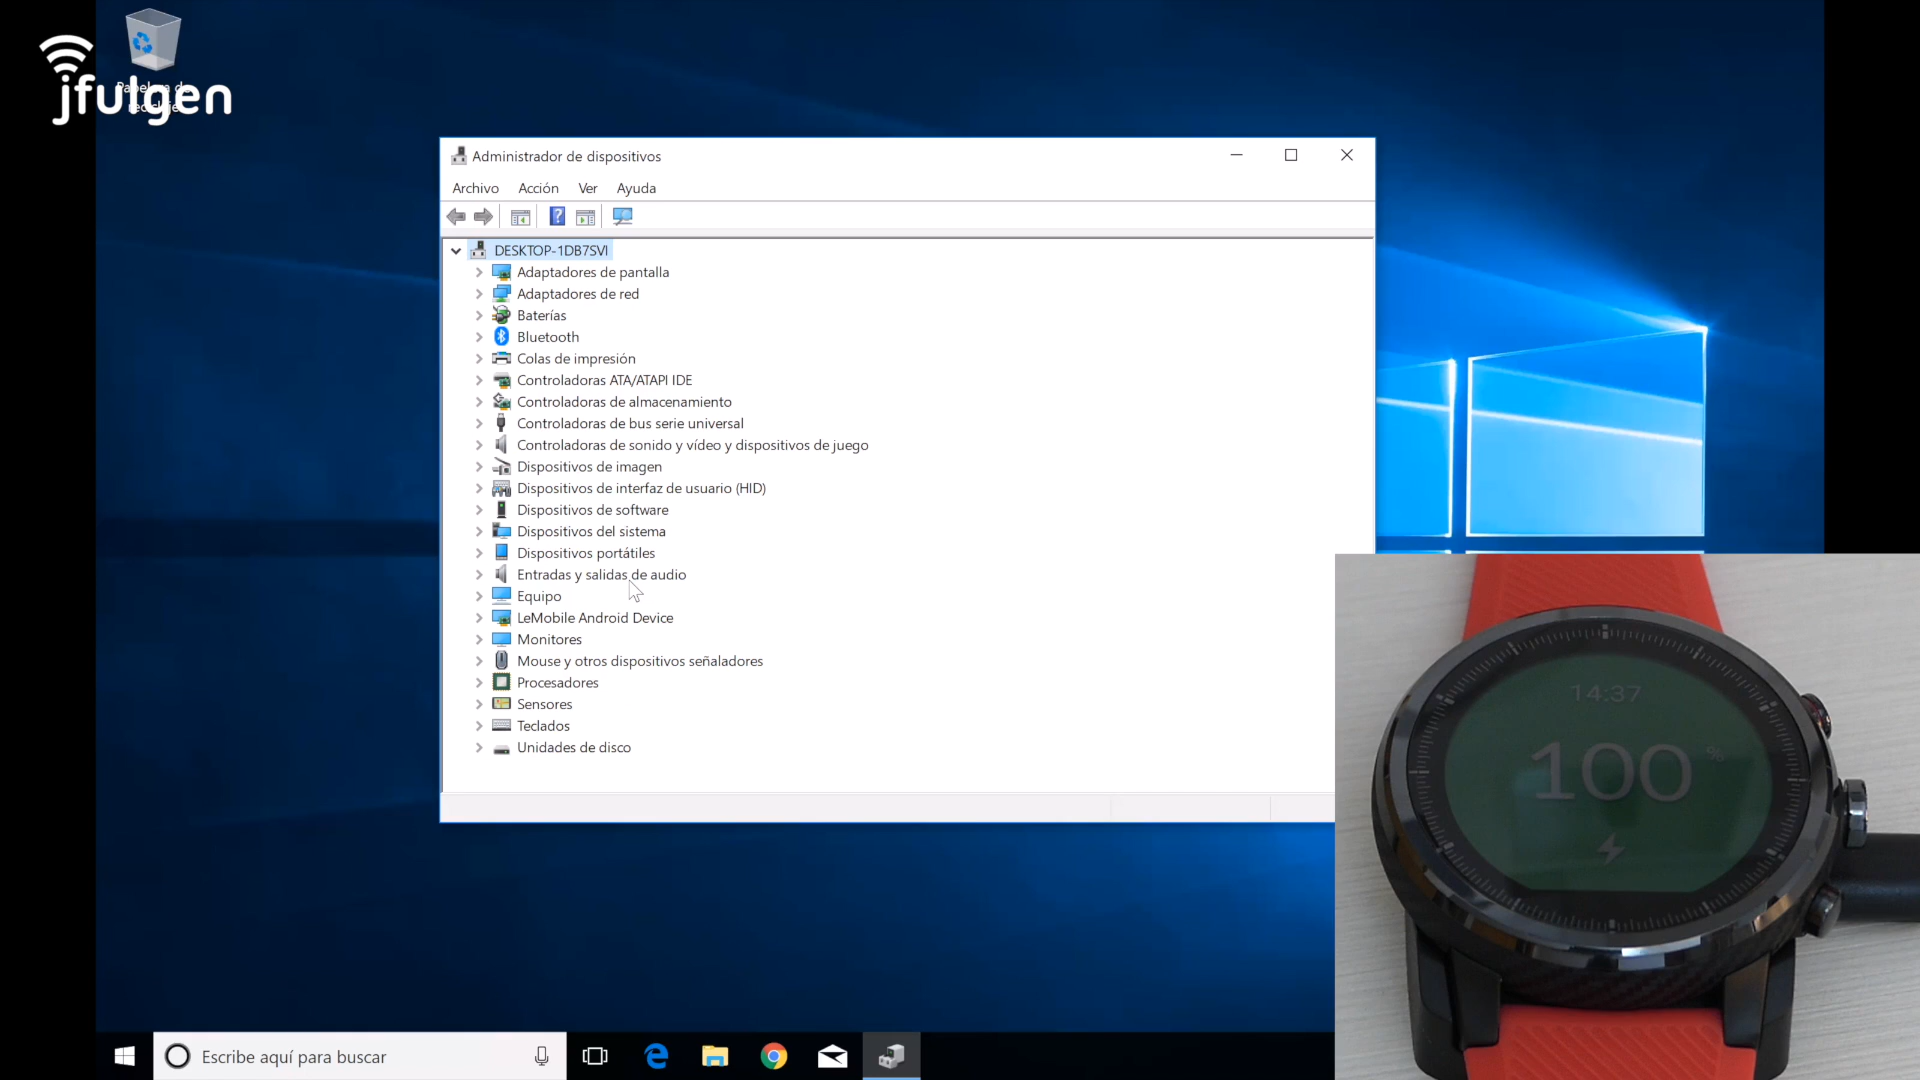 Papelera de
reciclaje
jfulgen
Administrador de dispositivos
Archivo Acción Ver Ayuda
DESKTOP-1DB7SVI
Adaptadores de pantalla
Adaptadores de red
Baterías
Bluetooth
Colas de impresión
Controladoras ATA/ATAPI IDE
Controladoras de almacenamiento
Controladoras de bus serie universal
Controladoras de sonido y vídeo y dispositivos de juego
Dispositivos de imagen
Dispositivos de interfaz de usuario (HID)
Dispositivos de software
Dispositivos del sistema
Dispositivos portátiles
Entradas y salidas de audio
Equipo
LeMobile Android Device
Monitores
Mouse y otros dispositivos señaladores
Procesadores
Sensores
Teclados
Unidades de disco
14:37
100 %
Escribe aquí para buscar